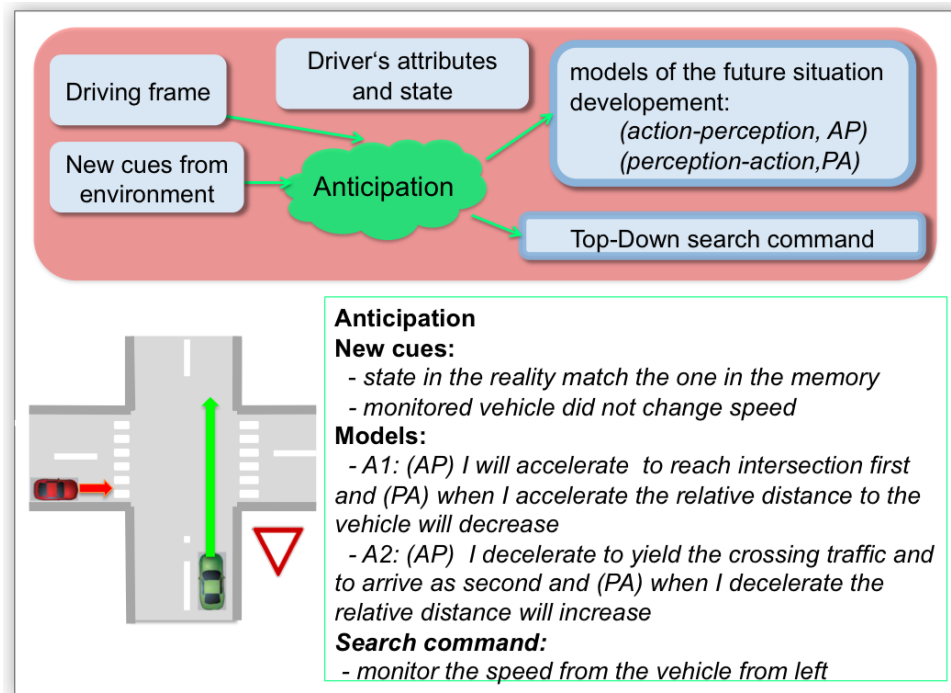 Driving frame
Driver‘s attributes
and state
models of the future situation
developement:
(action-perception, AP)
(perception-action,PA)
New cues from
environment
Anticipation
Top-Down search command
Anticipation
New cues:
- state in the reality match the one in the memory
- monitored vehicle did not change speed
Models:
- A1: (AP) I will accelerate to reach intersection first
and (PA) when I accelerate the relative distance to the
vehicle will decrease
- A2: (AP) I decelerate to yield the crossing traffic and
to arrive as second and (PA) when I decelerate the
relative distance will increase
Search command:
- monitor the speed from the vehicle from left